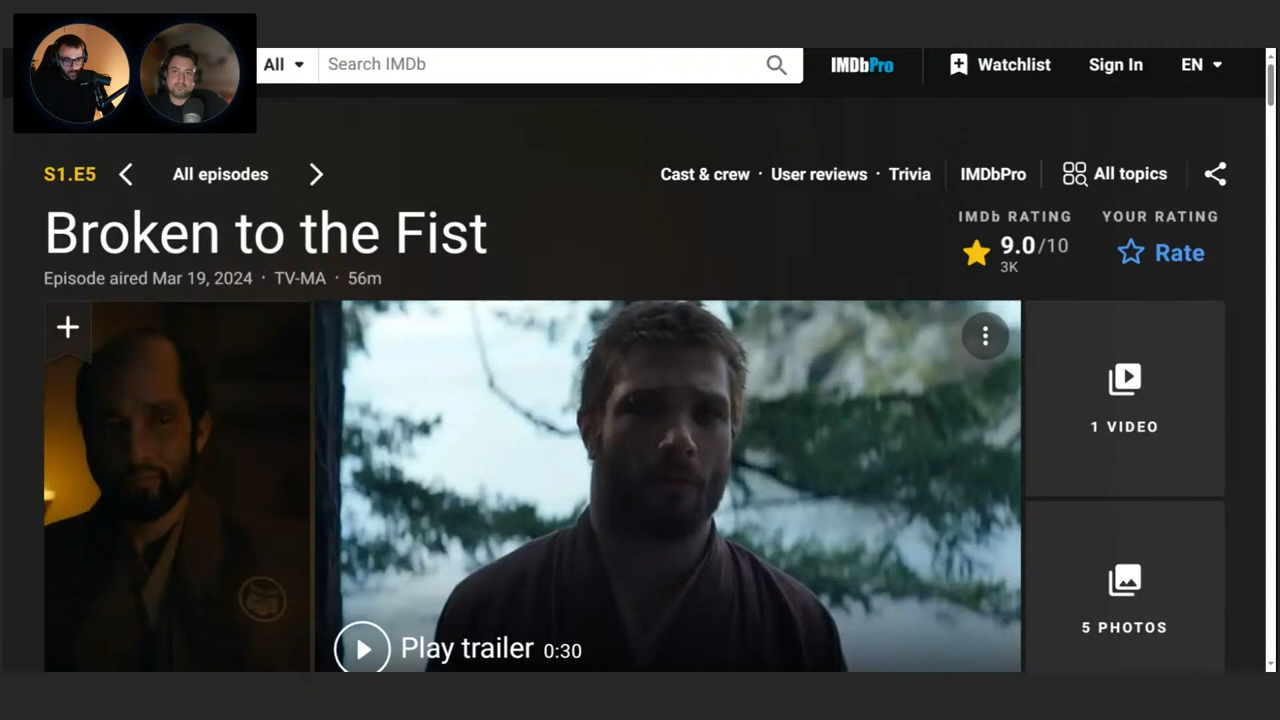 All
Search IMDb
IMDbPro
Watchlist
Sign In
EN
S1.E5
All episodes
Cast & crew · User reviews · Trivia
IMDbPro
All topics
Broken to the Fist
IMDb RATING
YOUR RATING
9.0/10
3K
Rate
Episode aired Mar 19, 2024 · TV-MA · 56m
1 VIDEO
5 PHOTOS
Play trailer 0:30